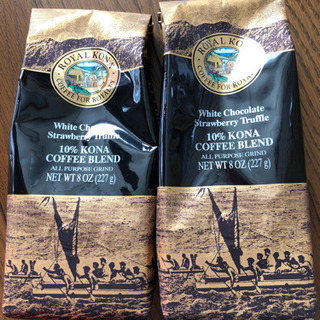 ROYAL KONA
COFFEE FOR ROYALTY
White Chocolate
Strawberry Truffle
10% KONA
COFFEE BLEND
ALL PURPOSE GRIND
NET WT 8 OZ (227 g)
ROYAL KONA
COFFEE FOR ROYALTY
White Chocolate
Strawberry Truffle
10% KONA
COFFEE BLEND
ALL PURPOSE GRIND
NET WT 8 OZ (227 g)